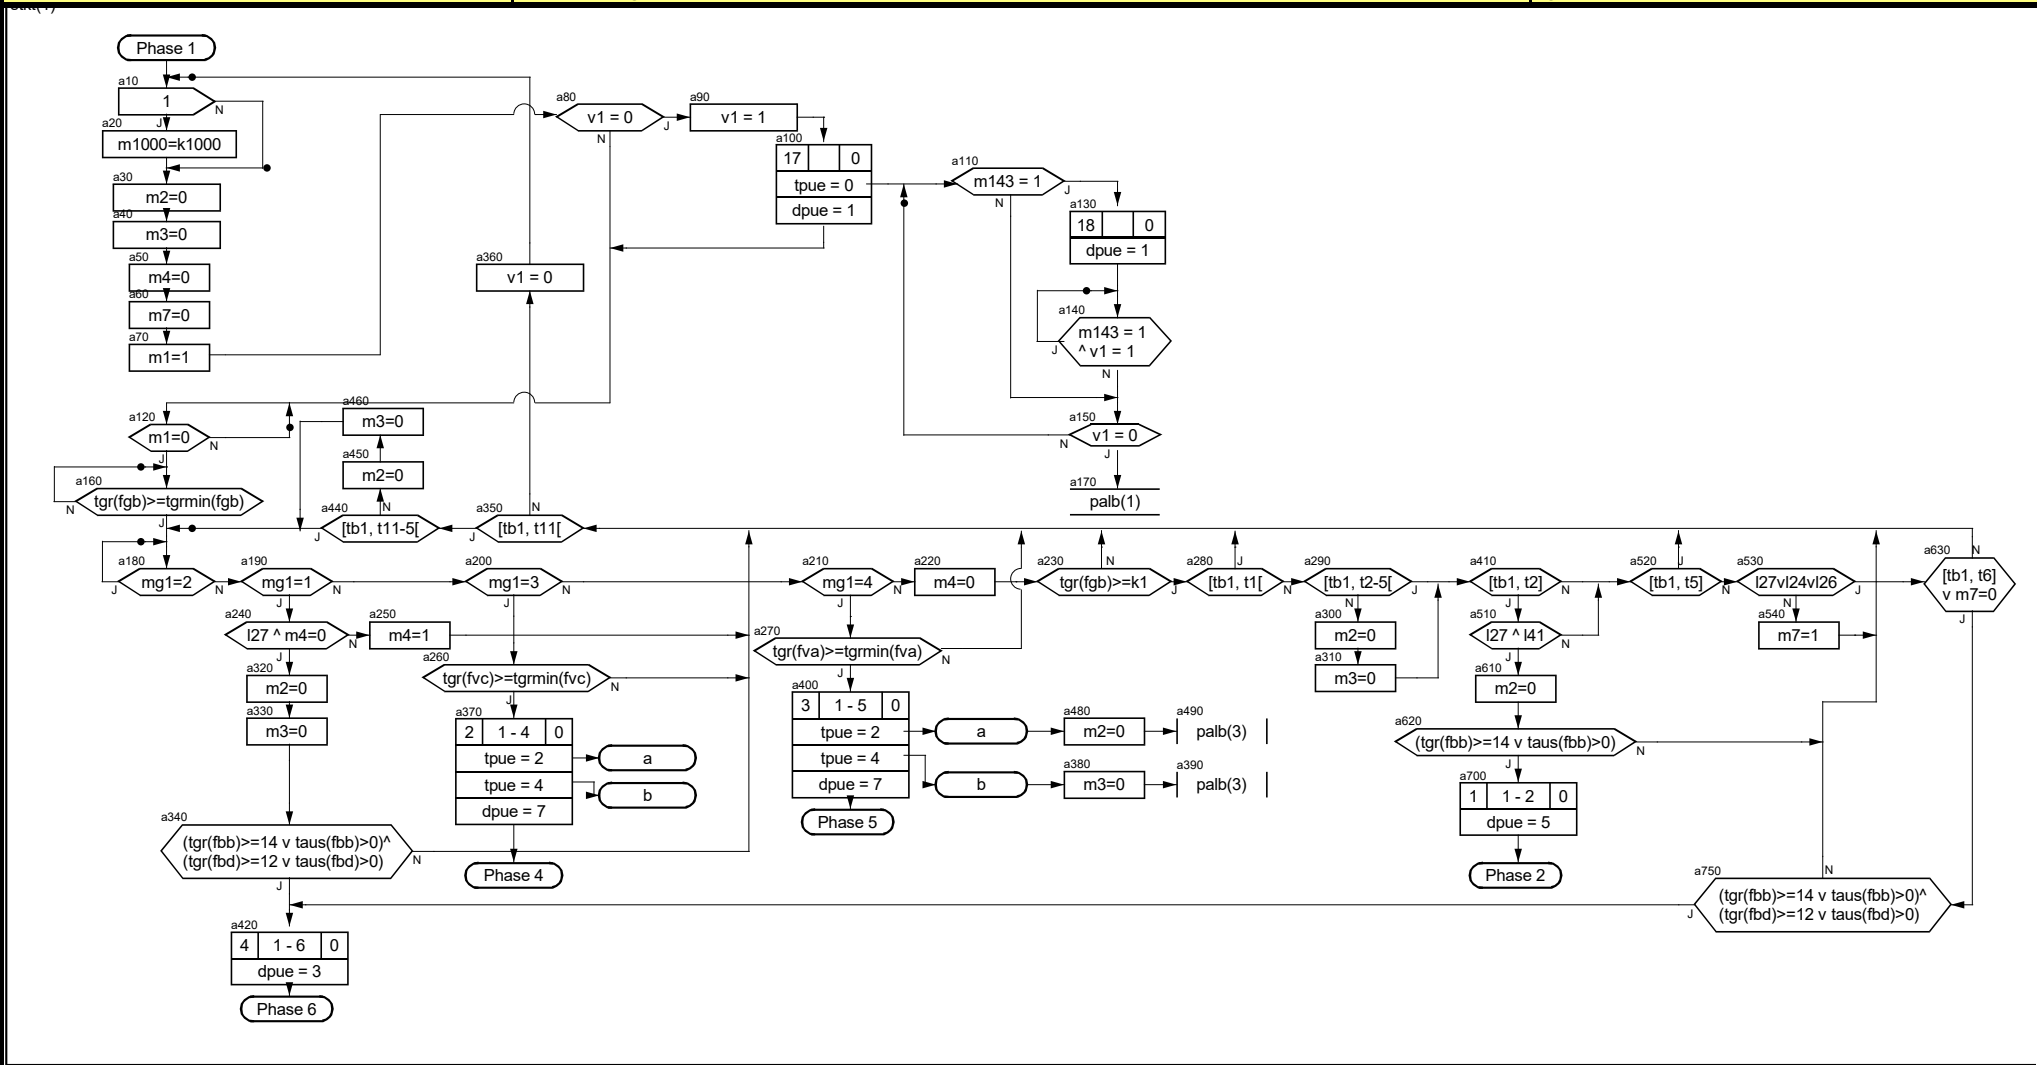 Phase 1
a10
1
N
J
a20
m1000=k1000
a30
m2=0
a40
m3=0
a50
m4=0
a60
m7=0
a70
m1=1
a80
v1 = 0
J
N
a90
v1 = 1
a100
17 0
tpue = 0
dpue = 1
a110
m143 = 1
J
N
a130
18 0
dpue = 1
a140
m143 = 1
^ v1 = 1
J
N
a150
v1 = 0
N
J
a170
palb(1)
a360
v1 = 0
a120
m1=0
N
J
a160
tgr(fgb)>=tgrmin(fgb)
N
J
a460
m3=0
a450
m2=0
a440
[tb1, t11-5[
N
J
a350
[tb1, t11[
N
J
a180
mg1=2
J
N
a190
mg1=1
N
J
a200
mg1=3
N
J
a210
mg1=4
N
J
a220
m4=0
a230
tgr(fgb)>=k1
N
J
a280
[tb1, t1[
J
N
a290
[tb1, t2-5[
J
N
a410
[tb1, t2]
N
J
a520
[tb1, t5]
J
N
a530
l27vl24vl26
J
N
a630
[tb1, t6]
v m7=0
N
J
a240
l27 ^ m4=0
N
J
a250
m4=1
a260
tgr(fvc)>=tgrmin(fvc)
N
J
a270
tgr(fva)>=tgrmin(fva)
N
J
a300
m2=0
a310
m3=0
a510
l27 ^ l41
N
J
a540
m7=1
a610
m2=0
a620
(tgr(fbb)>=14 v taus(fbb)>0)
N
J
a320
m2=0
a330
m3=0
a370
2 1 - 4 0
tpue = 2
tpue = 4
dpue = 7
a
b
Phase 4
a400
3 1 - 5 0
tpue = 2
tpue = 4
dpue = 7
Phase 5
a
a480
m2=0
a490
palb(3)
b
a380
m3=0
a390
palb(3)
a700
1 1 - 2 0
dpue = 5
Phase 2
a340
(tgr(fbb)>=14 v taus(fbb)>0)^
(tgr(fbd)>=12 v taus(fbd)>0)
N
J
a750
(tgr(fbb)>=14 v taus(fbb)>0)^
(tgr(fbd)>=12 v taus(fbd)>0)
N
J
a420
4 1 - 6 0
dpue = 3
Phase 6